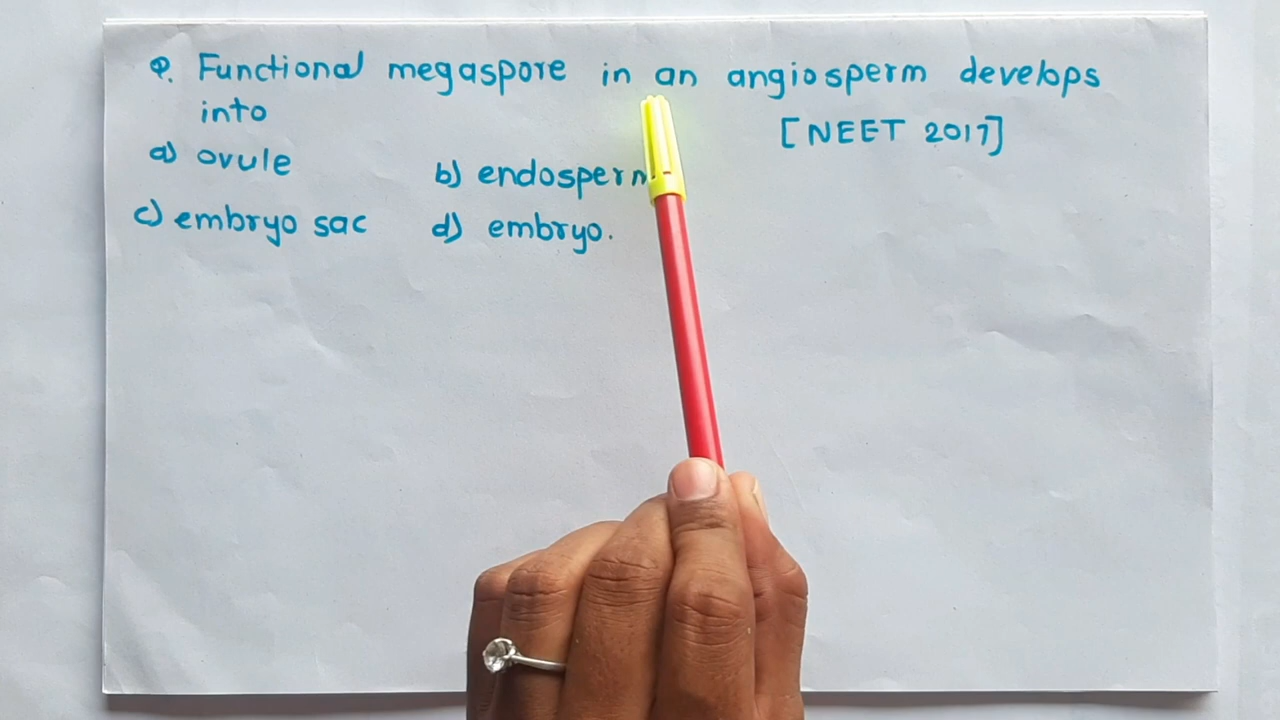 Q. Functional megaspore in an angiosperm develops
into
[NEET 2017]
a) ovule b) endosperm
c) embryo sac d) embryo.